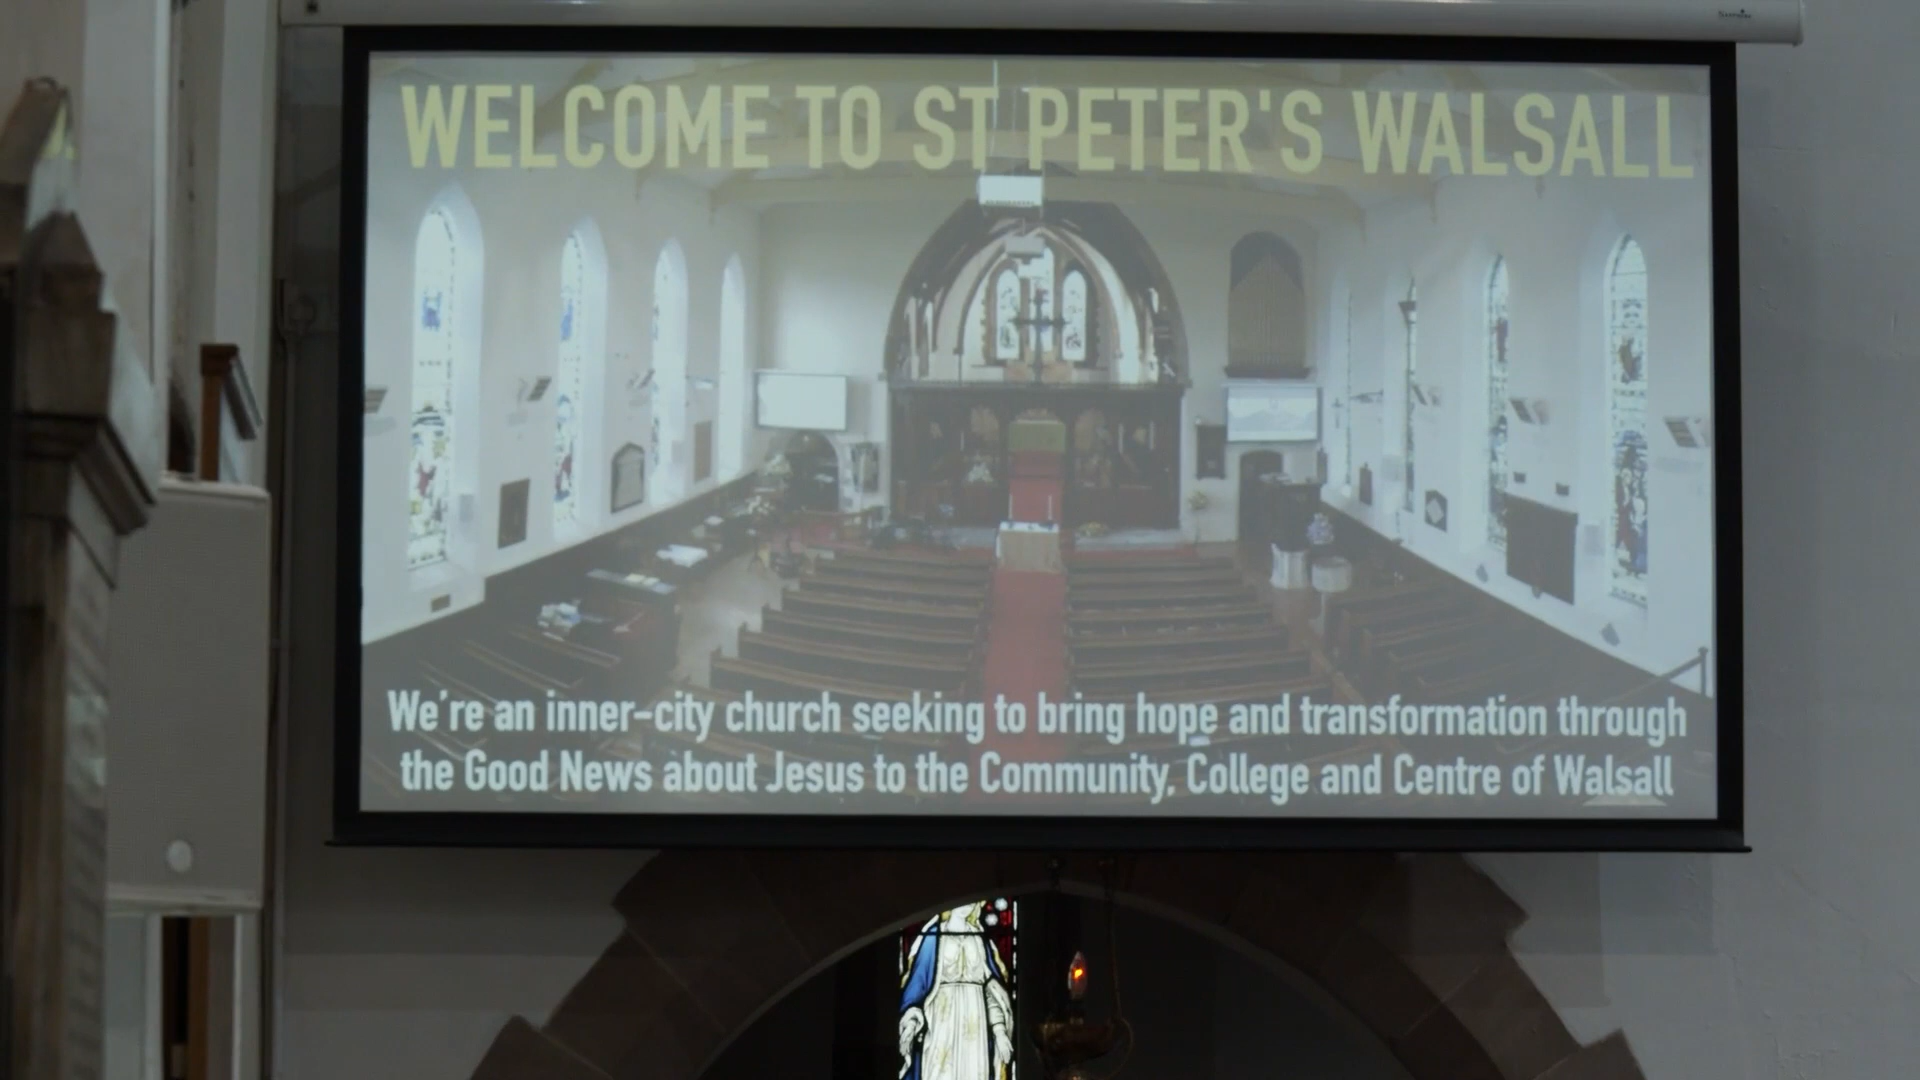 WELCOME TO ST PETER'S WALSALL
We're an inner-city church seeking to bring hope and transformation through
the Good News about Jesus to the Community, College and Centre of Walsall